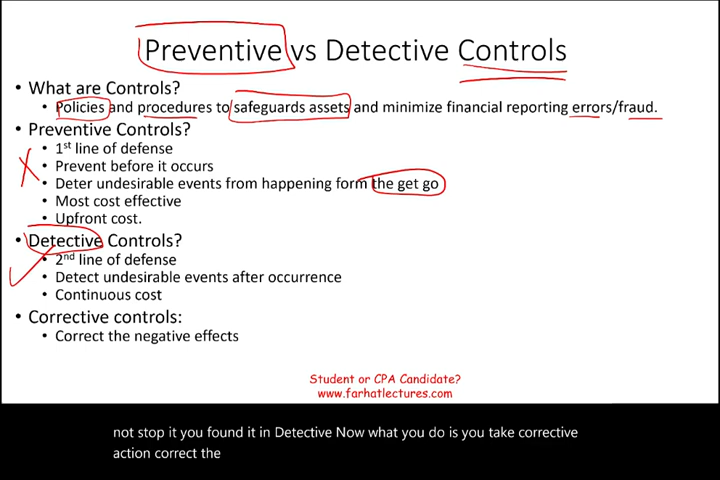 Preventive vs Detective Controls
• What are Controls?
• Policies and procedures to safeguards assets and minimize financial reporting errors/fraud.
• Preventive Controls?
• 1st line of defense
• Prevent before it occurs
• Deter undesirable events from happening form the get go
• Most cost effective
• Upfront cost.
• Detective Controls?
• 2nd line of defense
• Detect undesirable events after occurrence
• Continuous cost
• Corrective controls:
• Correct the negative effects
Student or CPA Candidate?
www.farhatlectures.com
not stop it you found it in Detective Now what you do is you take corrective
action correct the